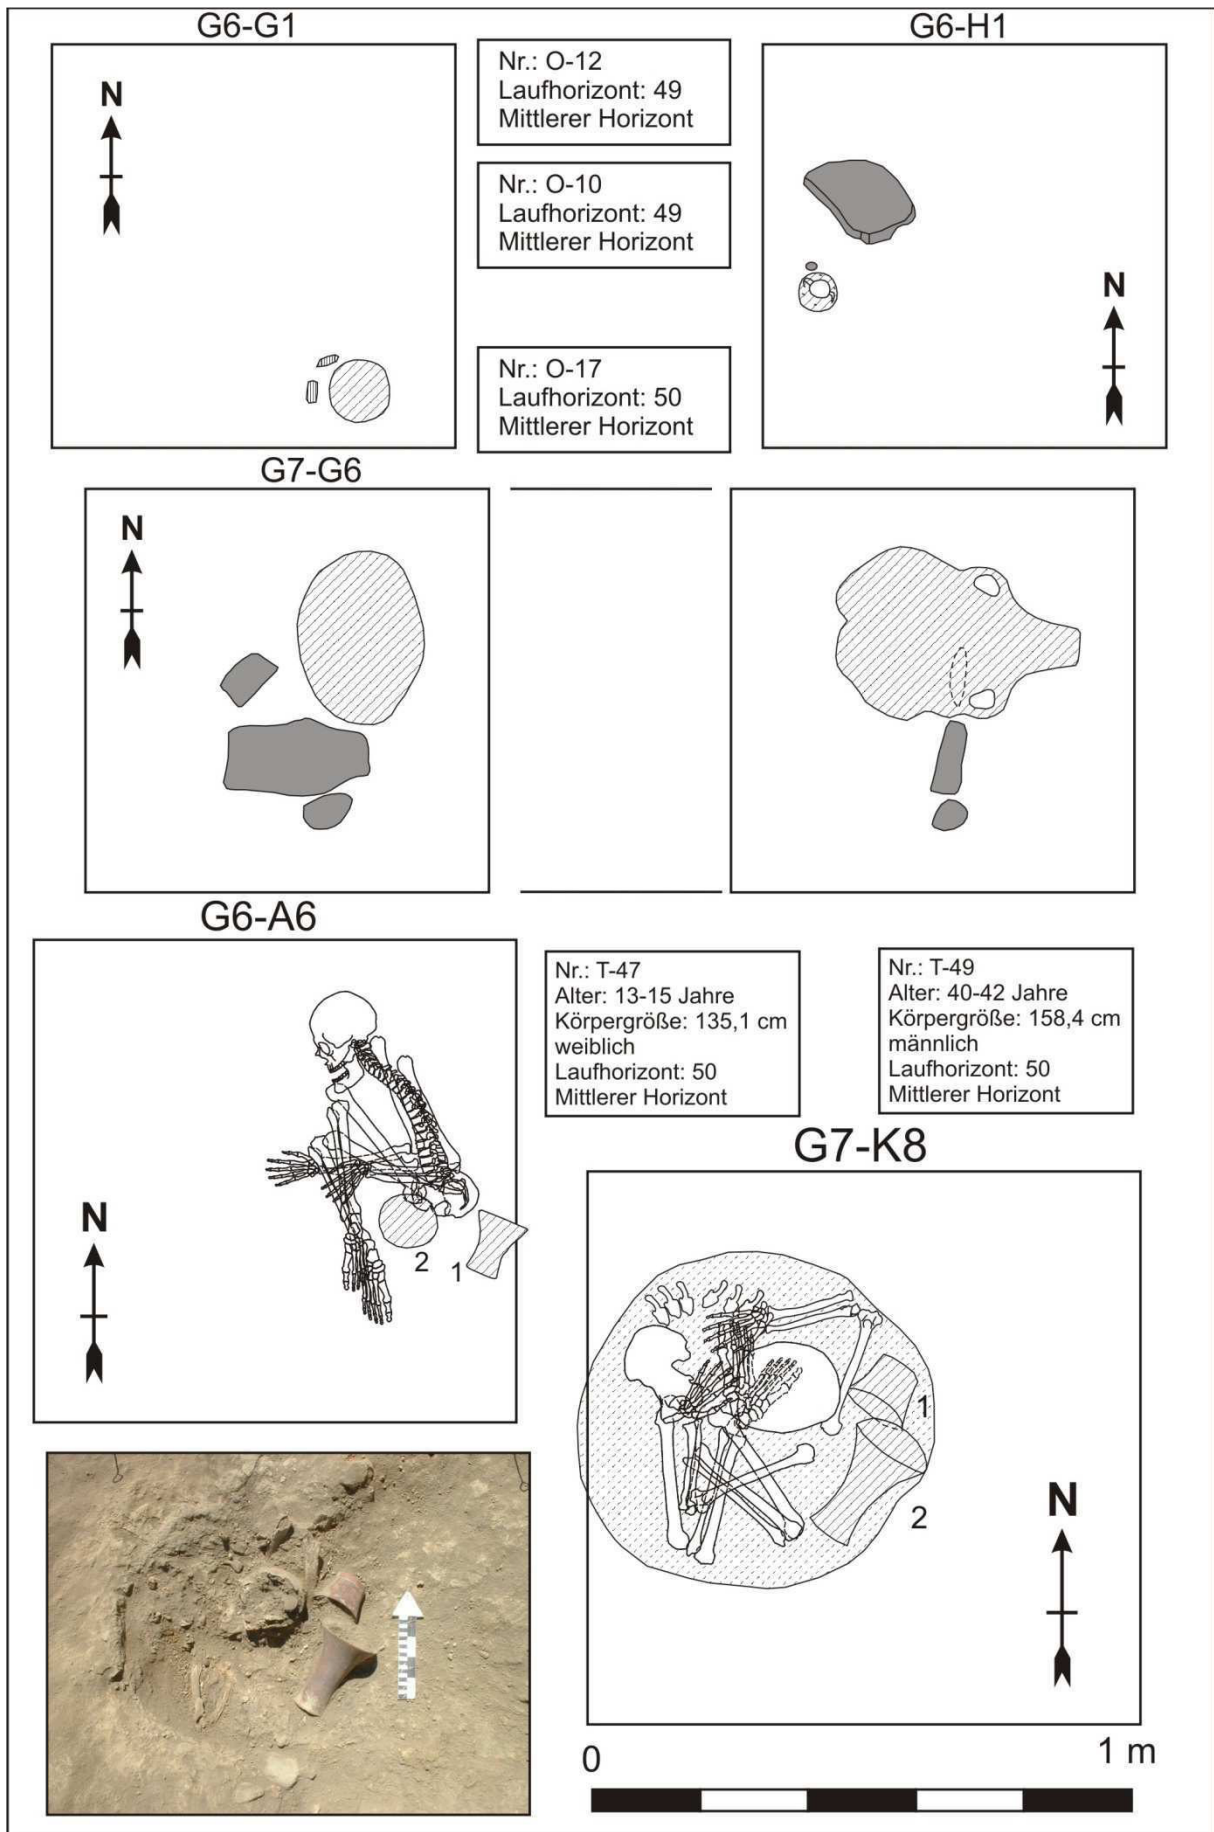 G6-G1
G6-H1
N
Nr.: O-12
Laufhorizont: 49
Mittlerer Horizont
Nr.: O-10
Laufhorizont: 49
Mittlerer Horizont
N
Nr.: O-17
Laufhorizont: 50
Mittlerer Horizont
G7-G6
N
G6-A6
N
2
1
Nr.: T-47
Alter: 13-15 Jahre
Körpergröße: 135,1 cm
weiblich
Laufhorizont: 50
Mittlerer Horizont
Nr.: T-49
Alter: 40-42 Jahre
Körpergröße: 158,4 cm
männlich
Laufhorizont: 50
Mittlerer Horizont
G7-K8
1
2
N
0
1 m